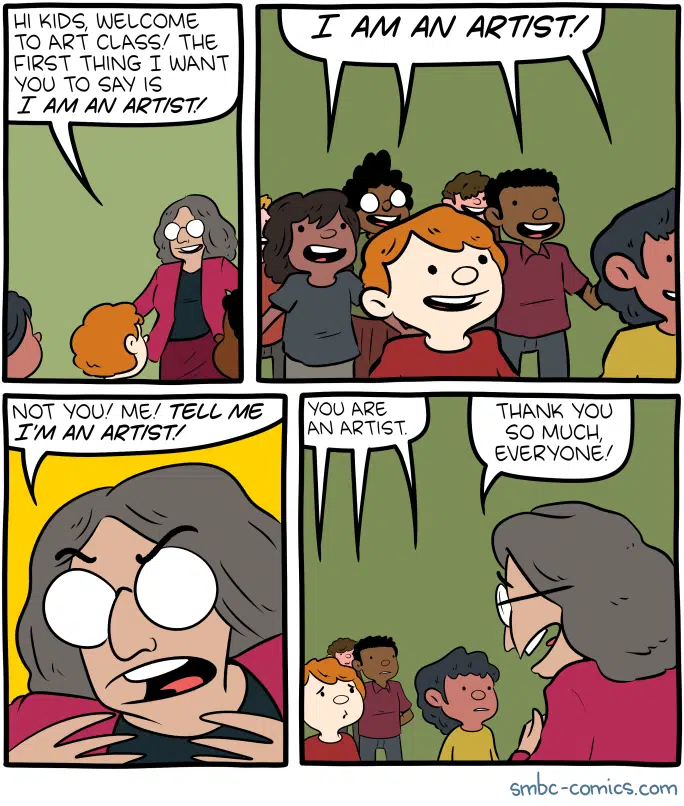 HI KIDS, WELCOME
TO ART CLASS! THE
FIRST THING I WANT
YOU TO SAY IS
I AM AN ARTIST!
I AM AN ARTIST!
NOT YOU! ME! TELL ME
I'M AN ARTIST!
YOU ARE
AN ARTIST.
THANK YOU
SO MUCH,
EVERYONE!
smbc-comics.com